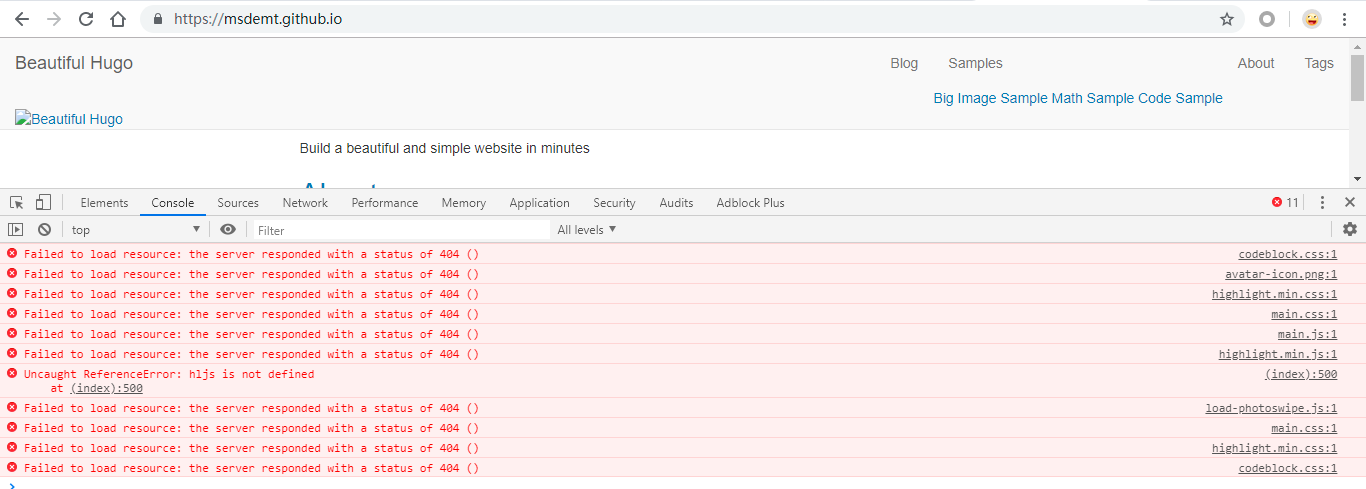 https://msdemt.github.io
Beautiful Hugo
Blog Samples About Tags
Big Image Sample Math Sample Code Sample
Beautiful Hugo
Build a beautiful and simple website in minutes
Elements Console Sources Network Performance Memory Application Security Audits Adblock Plus 11
top Filter All levels
Failed to load resource: the server responded with a status of 404 () codeblock.css:1
Failed to load resource: the server responded with a status of 404 () avatar-icon.png:1
Failed to load resource: the server responded with a status of 404 () highlight.min.css:1
Failed to load resource: the server responded with a status of 404 () main.css:1
Failed to load resource: the server responded with a status of 404 () main.js:1
Failed to load resource: the server responded with a status of 404 () highlight.min.js:1
Uncaught ReferenceError: hljs is not defined (index):500
at (index):500
Failed to load resource: the server responded with a status of 404 () load-photoswipe.js:1
Failed to load resource: the server responded with a status of 404 () main.css:1
Failed to load resource: the server responded with a status of 404 () highlight.min.css:1
Failed to load resource: the server responded with a status of 404 () codeblock.css:1